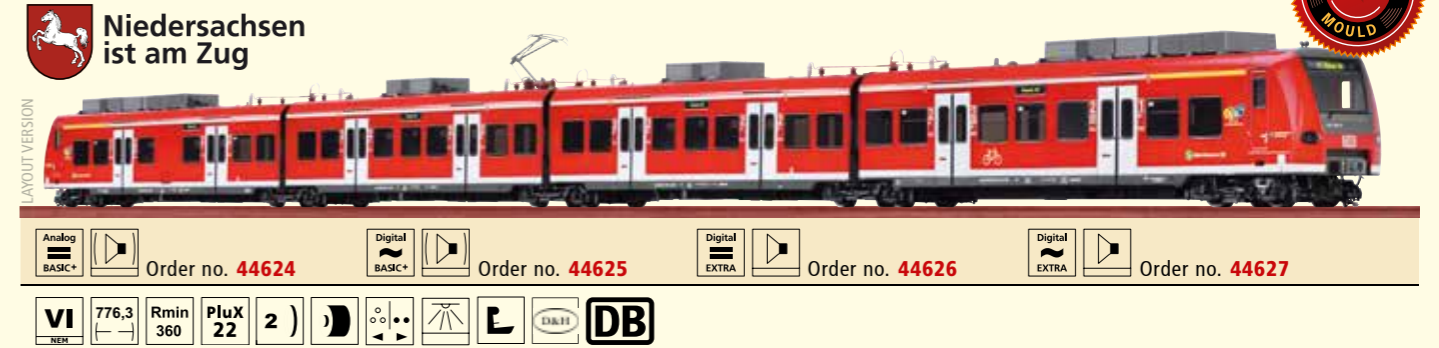 Niedersachsen
ist am Zug
MOULD
LAYOUT VERSION
Analog
BASIC+
Order no. 44624
Digital
BASIC+
Order no. 44625
Digital
EXTRA
Order no. 44626
Digital
EXTRA
Order no. 44627
VI
NEM
776,3
Rmin
360
PluX
22
2 )
L
D&H
DB